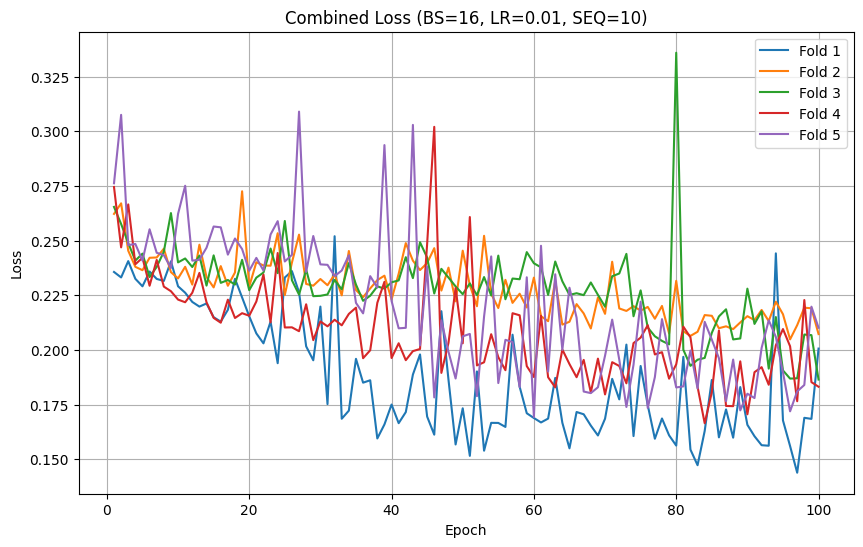 Combined Loss (BS=16, LR=0.01, SEQ=10)
Fold 1
Fold 2
Fold 3
Fold 4
Fold 5
Loss
0.325
0.300
0.275
0.250
0.225
0.200
0.175
0.150
0 20 40 60 80 100
Epoch